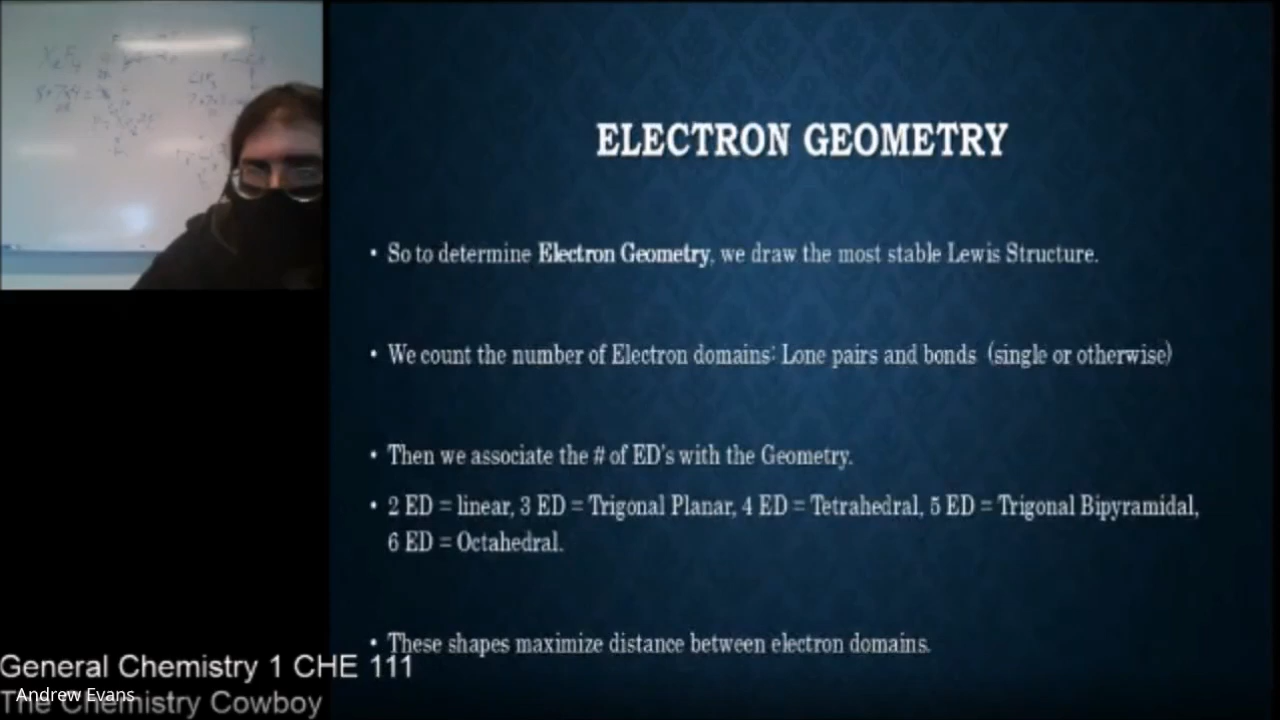 XeF4
ELECTRON GEOMETRY
• So to determine Electron Geometry, we draw the most stable Lewis Structure.
• We count the number of Electron domains: Lone pairs and bonds (single or otherwise)
• Then we associate the # of ED's with the Geometry.
• 2 ED = linear, 3 ED = Trigonal Planar, 4 ED = Tetrahedral, 5 ED = Trigonal Bipyramidal,
6 ED = Octahedral.
• These shapes maximize distance between electron domains.
General Chemistry 1 CHE 111
Andrew Evans
The Chemistry Cowboy